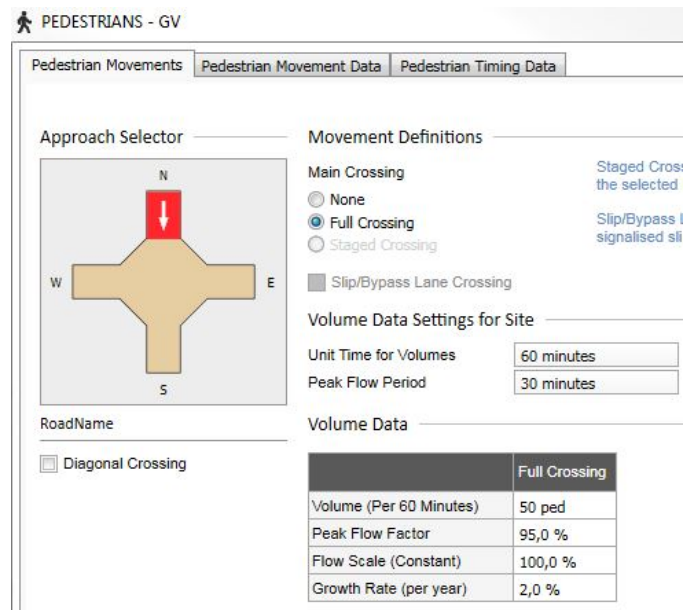 PEDESTRIANS - GV
Pedestrian Movements
Pedestrian Movement Data
Pedestrian Timing Data
Approach Selector
N
W
E
S
RoadName
Diagonal Crossing
Movement Definitions
Main Crossing
None
Full Crossing
Staged Crossing
Slip/Bypass Lane Crossing
Staged Cros
the selected
Slip/Bypass L
signalised sli
Volume Data Settings for Site
Unit Time for Volumes 60 minutes
Peak Flow Period 30 minutes
Volume Data
Full Crossing
Volume (Per 60 Minutes) 50 ped
Peak Flow Factor 95,0 %
Flow Scale (Constant) 100,0 %
Growth Rate (per year) 2,0 %